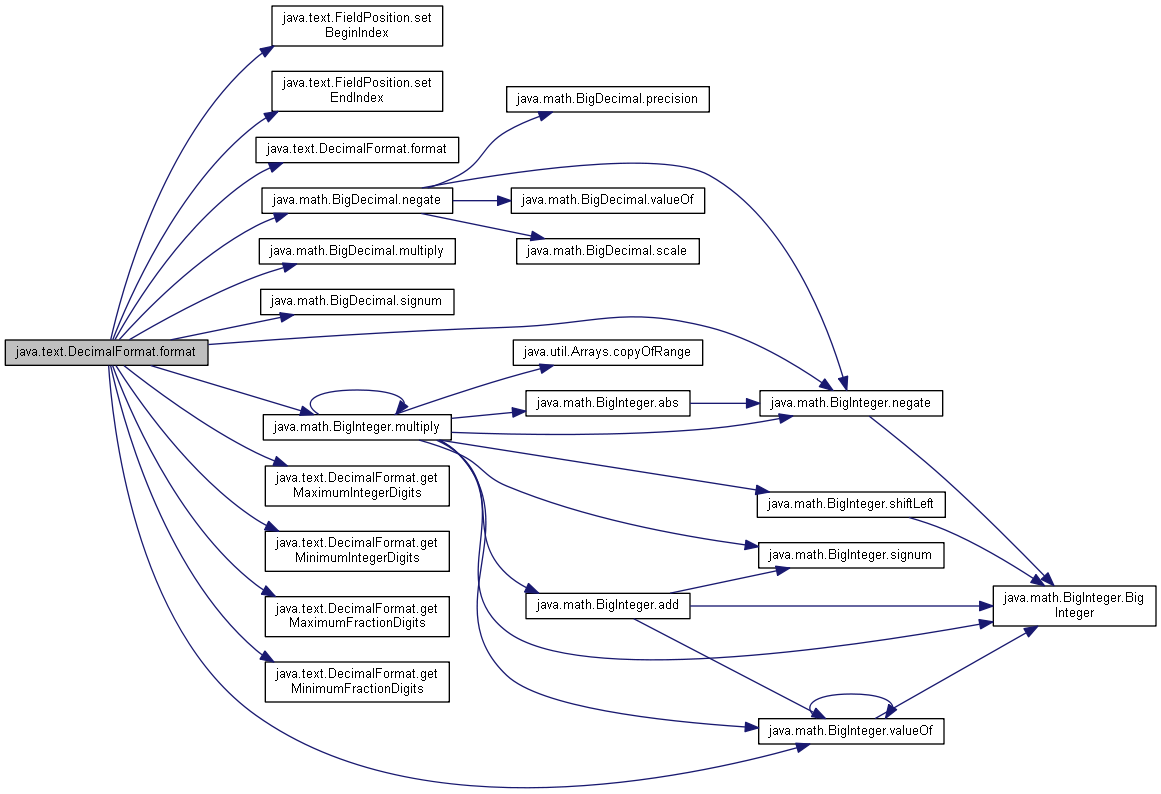 java.text.FieldPosition.set
BeginIndex
java.text.FieldPosition.set
EndIndex
java.math.BigDecimal.precision
java.text.DecimalFormat.format
java.math.BigDecimal.negate
java.math.BigDecimal.valueOf
java.math.BigDecimal.multiply
java.math.BigDecimal.scale
java.math.BigDecimal.signum
java.text.DecimalFormat.format
java.util.Arrays.copyOfRange
java.math.BigInteger.abs
java.math.BigInteger.negate
java.math.BigInteger.multiply
java.text.DecimalFormat.get
MaximumIntegerDigits
java.math.BigInteger.shiftLeft
java.text.DecimalFormat.get
MinimumIntegerDigits
java.math.BigInteger.signum
java.math.BigInteger.add
java.math.BigInteger.Big
Integer
java.text.DecimalFormat.get
MaximumFractionDigits
java.text.DecimalFormat.get
MinimumFractionDigits
java.math.BigInteger.valueOf